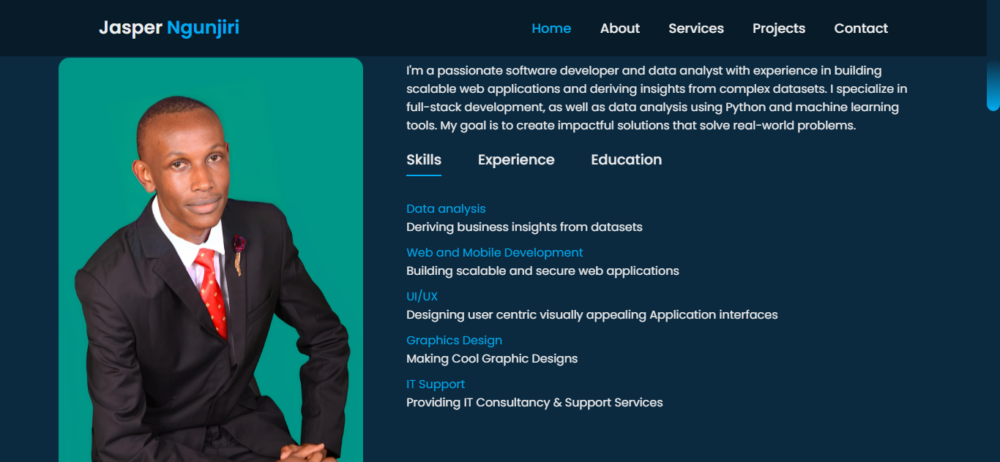 Jasper Ngunjiri
Home About Services Projects Contact
I'm a passionate software developer and data analyst with experience in building
scalable web applications and deriving insights from complex datasets. I specialize in
full-stack development, as well as data analysis using Python and machine learning
tools. My goal is to create impactful solutions that solve real-world problems.
Skills Experience Education
Data analysis
Deriving business insights from datasets
Web and Mobile Development
Building scalable and secure web applications
UI/UX
Designing user centric visually appealing Application interfaces
Graphics Design
Making Cool Graphic Designs
IT Support
Providing IT Consultancy & Support Services